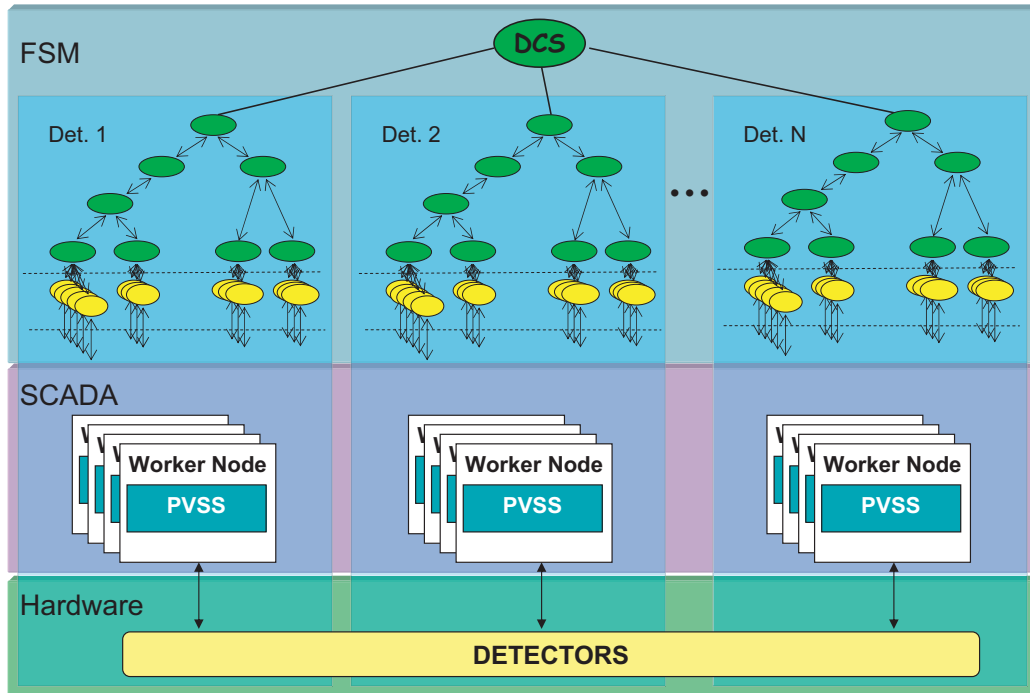 DCS
FSM
Det. 1
Det. 2
...
Det. N
SCADA
W
W
W
Worker Node
PVSS
W
W
W
Worker Node
PVSS
W
W
W
Worker Node
PVSS
Hardware
DETECTORS